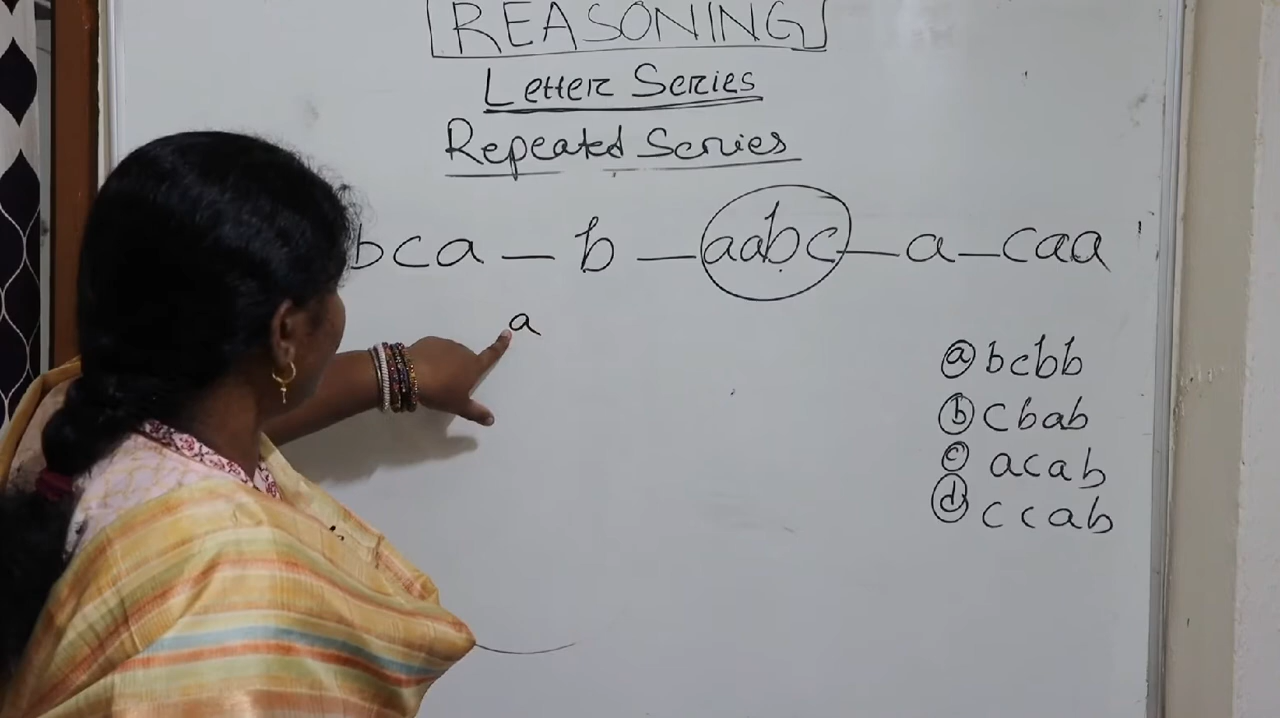 REASONING
Letter Series
Repeated Series
bca _ b _ aabc _ a _ caa
a
(a) bcbb
(b) cbab
(c) acab
(d) ccab